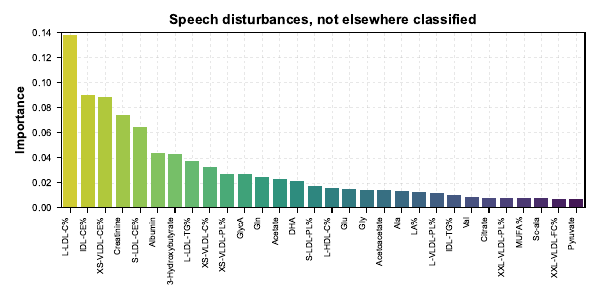 Speech disturbances, not elsewhere classified
Importance
0.14
0.12
0.10
0.08
0.06
0.04
0.02
0.00
L-LDL-C%
IDL-CE%
XS-VLDL-CE%
Creatinine
S-LDL-CE%
Albumin
3-Hydroxybutyrate
L-LDL-TG%
XS-VLDL-C%
XS-VLDL-PL%
GlycA
Gln
Acetate
DHA
S-LDL-PL%
L-HDL-C%
Glu
Gly
Acetoacetate
Ala
LA%
L-VLDL-PL%
IDL-TG%
Val
Citrate
XXL-VLDL-PL%
MUFA%
XXL-VLDL-FC%
Pyruvate